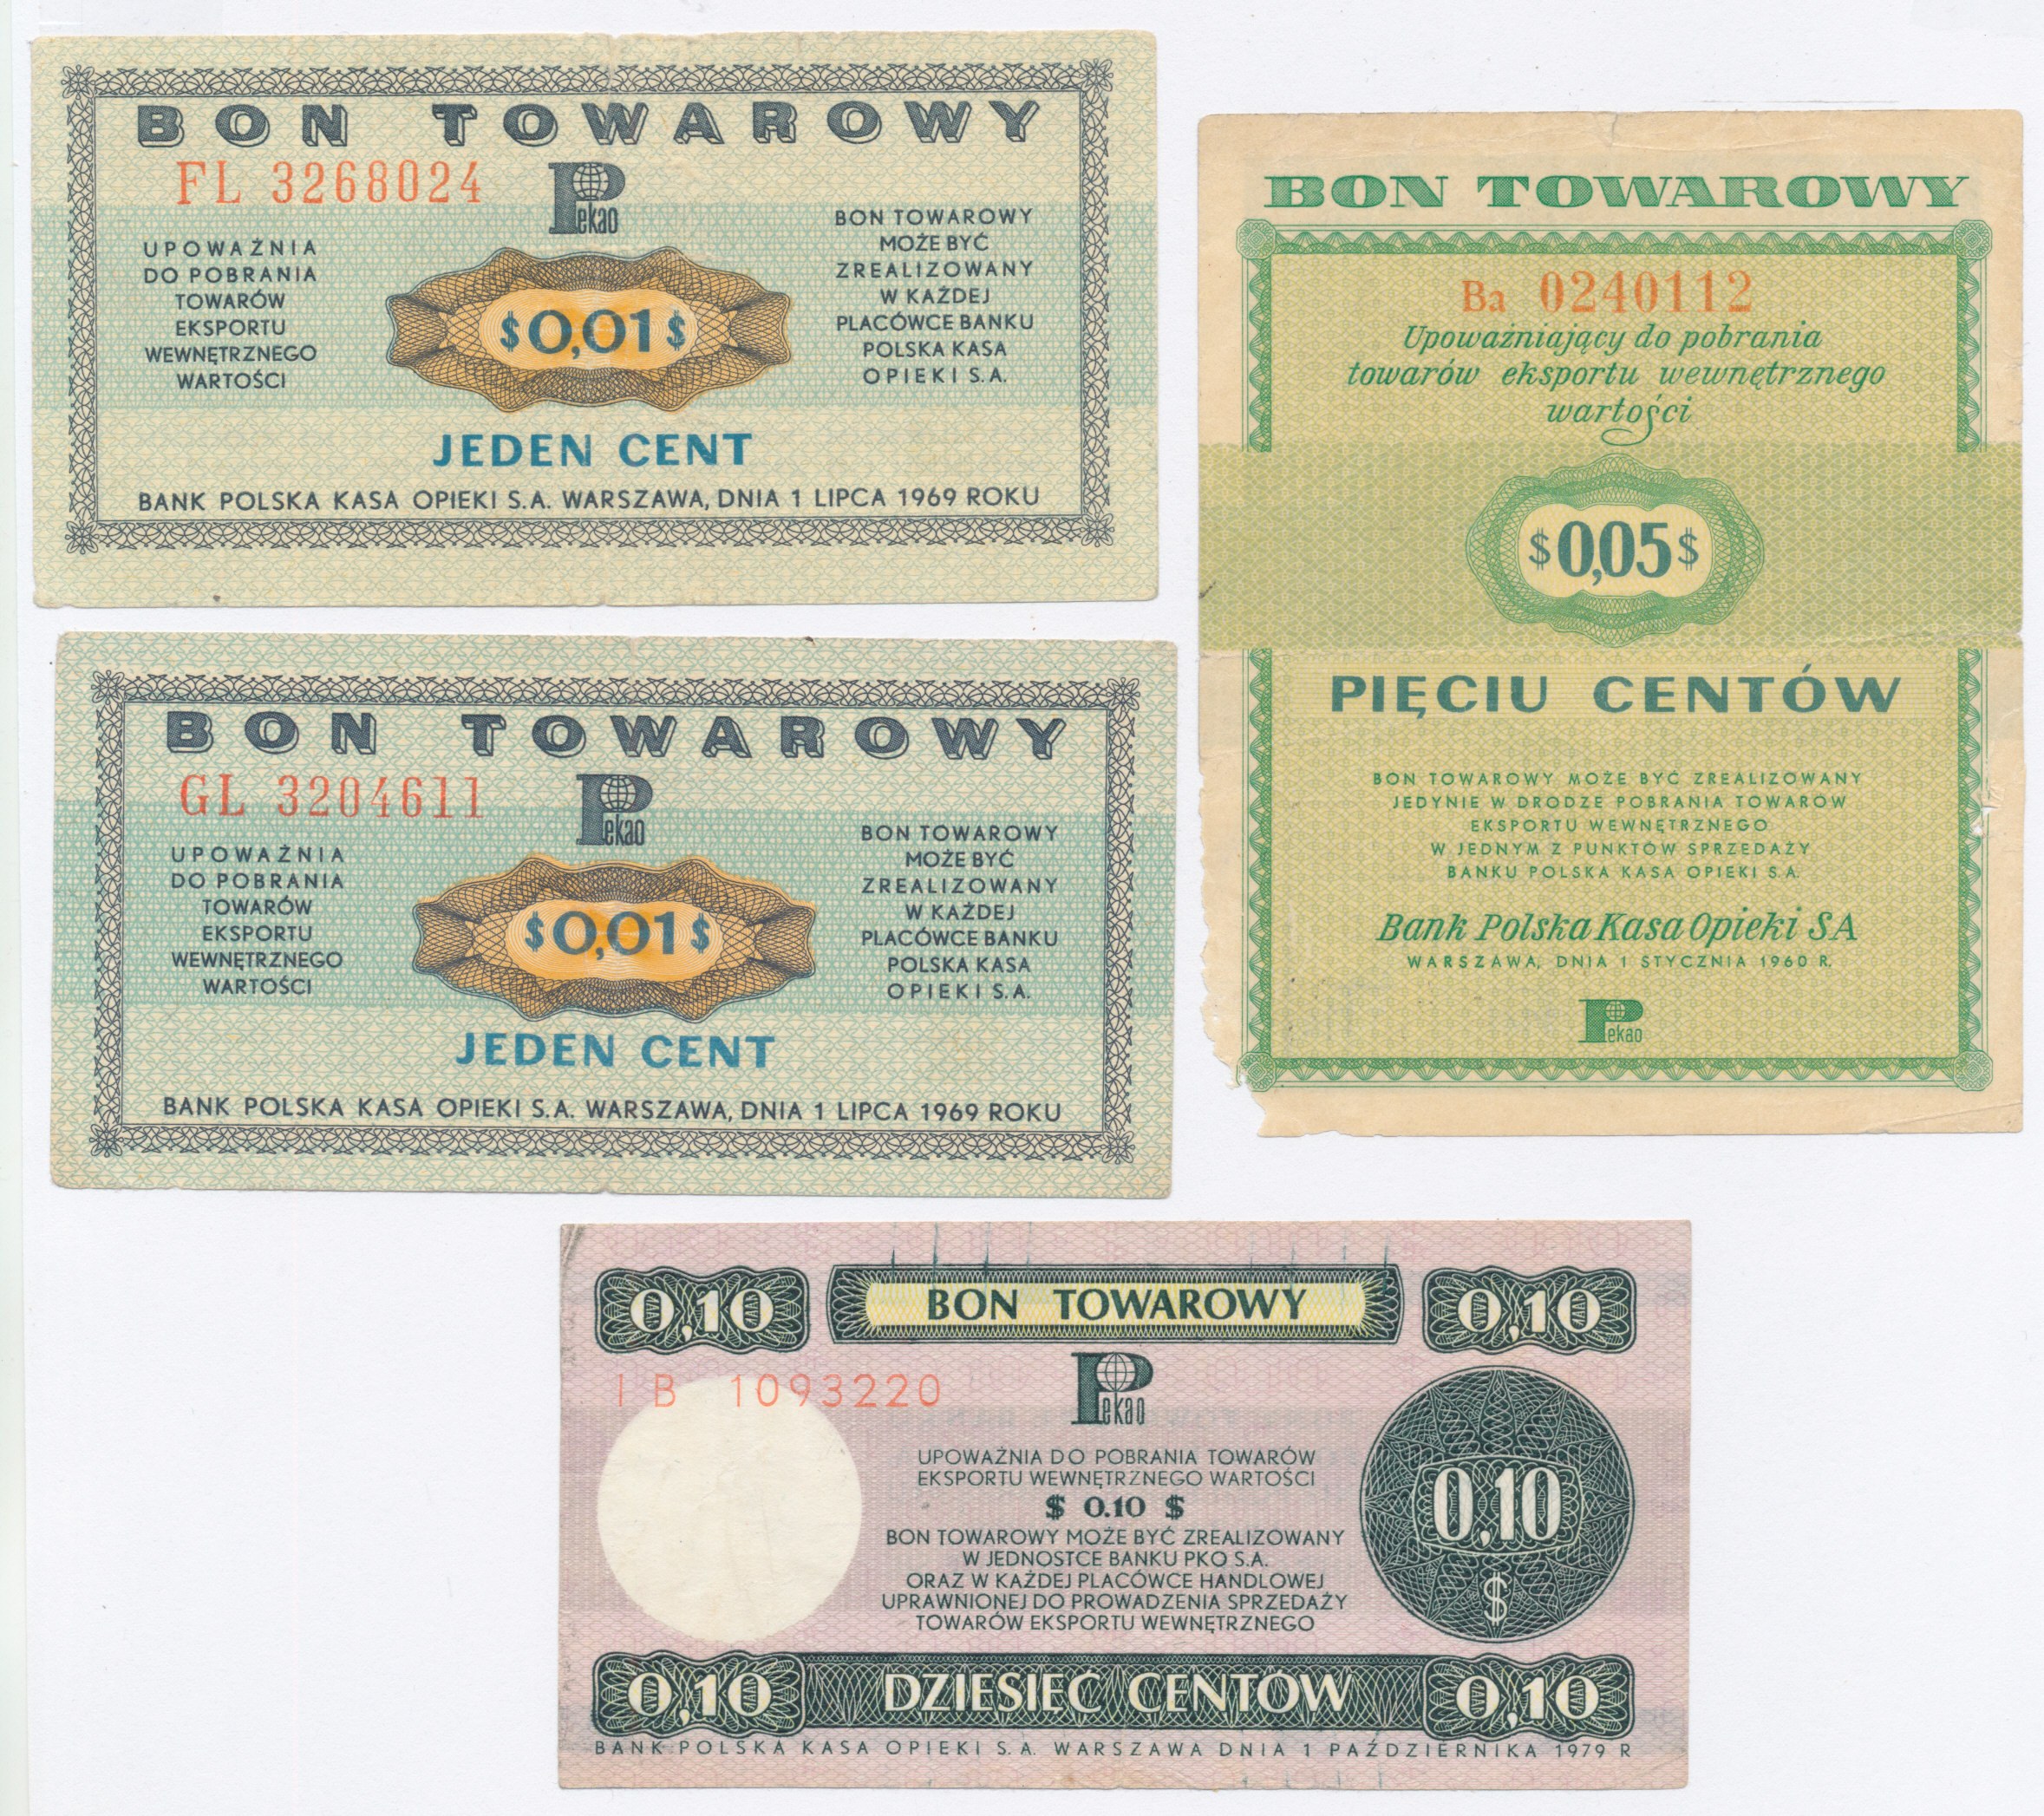 BON TOWAROWY
FL 3268024
Pekao
UPOWAŻNIA
DO POBRANIA
TOWARÓW
EKSPORTU
WEWNĘTRZNEGO
WARTOŚCI
$0,01$
BON TOWAROWY
MOŻE BYĆ
ZREALIZOWANY
W KAŻDEJ
PLACÓWCE BANKU
POLSKA KASA
OPIEKI S.A.
JEDEN CENT
BANK POLSKA KASA OPIEKI S.A. WARSZAWA, DNIA 1 LIPCA 1969 ROKU
BON TOWAROWY
GL 3204611
Pekao
UPOWAŻNIA
DO POBRANIA
TOWARÓW
EKSPORTU
WEWNĘTRZNEGO
WARTOŚCI
$0,01$
BON TOWAROWY
MOŻE BYĆ
ZREALIZOWANY
W KAŻDEJ
PLACÓWCE BANKU
POLSKA KASA
OPIEKI S.A.
JEDEN CENT
BANK POLSKA KASA OPIEKI S.A. WARSZAWA, DNIA 1 LIPCA 1969 ROKU
BON TOWAROWY
Ba 0240112
Upoważniający do pobrania
towarów eksportu wewnętrznego
wartości
$0,05$
PIĘCIU CENTÓW
BON TOWAROWY MOŻE BYĆ ZREALIZOWANY
JEDYNIE W DRODZE POBRANIA TOWARÓW
EKSPORTU WEWNĘTRZNEGO
W JEDNYM Z PUNKTÓW SPRZEDAŻY
BANKU POLSKA KASA OPIEKI S.A.
Bank Polska Kasa Opieki SA
WARSZAWA, DNIA 1 STYCZNIA 1960 R.
Pekao
0,10 BON TOWAROWY 0,10
I B 1093220
Pekao
UPOWAŻNIA DO POBRANIA TOWARÓW
EKSPORTU WEWNĘTRZNEGO WARTOŚCI
$ 0.10 $
BON TOWAROWY MOŻE BYĆ ZREALIZOWANY
W JEDNOSTCE BANKU PKO S.A.
ORAZ W KAŻDEJ PLACÓWCE HANDLOWEJ
UPRAWNIONEJ DO PROWADZENIA SPRZEDAŻY
TOWARÓW EKSPORTU WEWNĘTRZNEGO
0,10
$
0,10 DZIESIĘĆ CENTÓW 0,10
BANK POLSKA KASA OPIEKI S.A. WARSZAWA DNIA 1 PAŹDZIERNIKA 1979 R